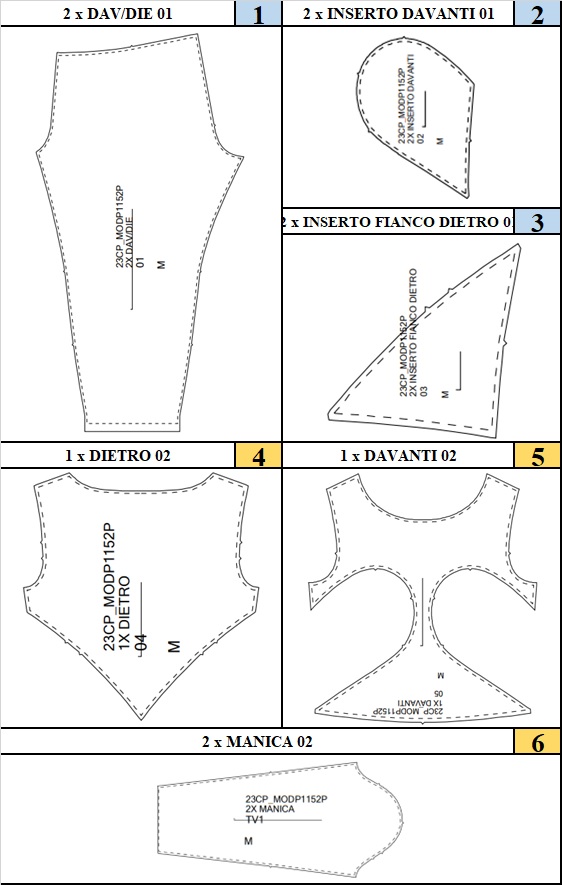 2 x DAV/DIE 01
1
2 x INSERTO DAVANTI 01
2
23CP_MODP1152P
2X INSERTO DAVANTI
02
M
23CP_MODP1152P
2X DAV/DIE
01
M
2 x INSERTO FIANCO DIETRO 0
3
23CP_MODP1152P
2X INSERTO FIANCO DIETRO
03
M
1 x DIETRO 02
4
1 x DAVANTI 02
5
23CP_MODP1152P
1X DIETRO
04
M
23CP_MODP1152P
1X DAVANTI
05
M
2 x MANICA 02
6
23CP_MODP1152P
2X MANICA
TV1
M